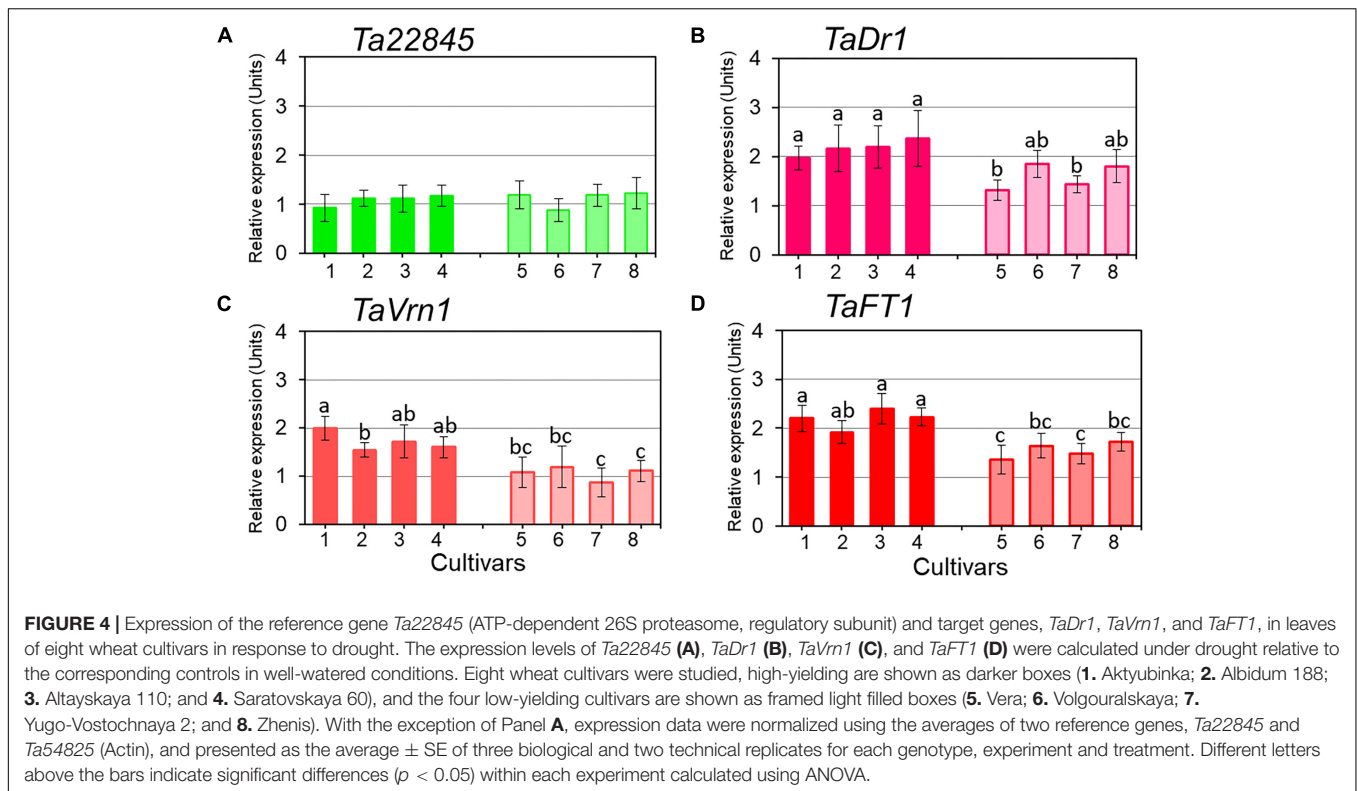 A
Ta22845
Relative expression (Units)
4
3
2
1
0
1 2 3 4 5 6 7 8
B
TaDr1
Relative expression (Units)
4
3
2
1
0
a a a a b ab b ab
1 2 3 4 5 6 7 8
C
TaVrn1
Relative expression (Units)
4
3
2
1
0
a b ab ab bc bc c c
1 2 3 4 5 6 7 8
Cultivars
D
TaFT1
Relative expression (Units)
4
3
2
1
0
a ab a a c bc c bc
1 2 3 4 5 6 7 8
Cultivars
FIGURE 4 | Expression of the reference gene Ta22845 (ATP-dependent 26S proteasome, regulatory subunit) and target genes, TaDr1, TaVrn1, and TaFT1, in leaves
of eight wheat cultivars in response to drought. The expression levels of Ta22845 (A), TaDr1 (B), TaVrn1 (C), and TaFT1 (D) were calculated under drought relative to
the corresponding controls in well-watered conditions. Eight wheat cultivars were studied, high-yielding are shown as darker boxes (1. Aktyubinka; 2. Albidum 188;
3. Altayskaya 110; and 4. Saratovskaya 60), and the four low-yielding cultivars are shown as framed light filled boxes (5. Vera; 6. Volgouralskaya; 7.
Yugo-Vostochnaya 2; and 8. Zhenis). With the exception of Panel A, expression data were normalized using the averages of two reference genes, Ta22845 and
Ta54825 (Actin), and presented as the average ± SE of three biological and two technical replicates for each genotype, experiment and treatment. Different letters
above the bars indicate significant differences (p < 0.05) within each experiment calculated using ANOVA.